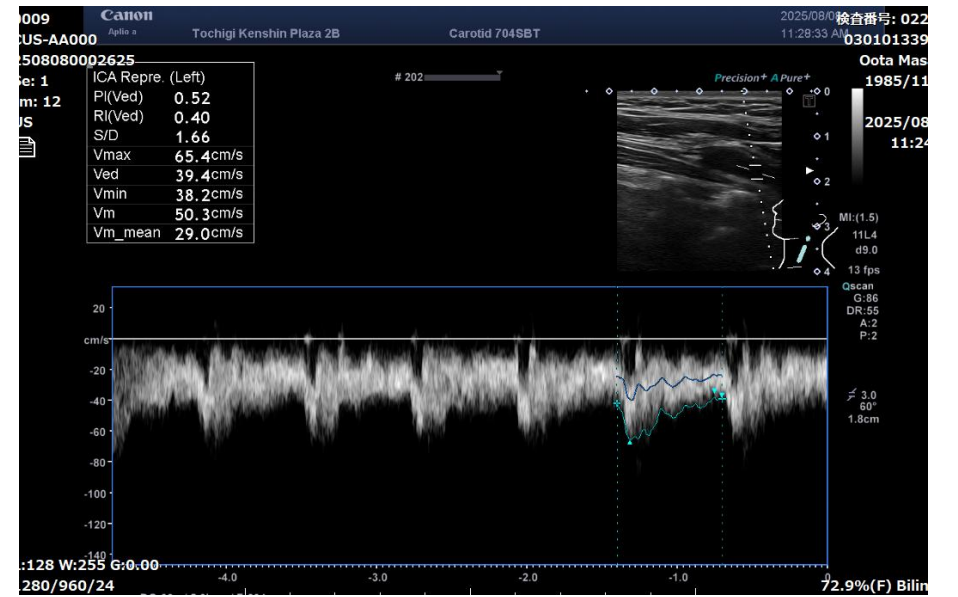 0009
Canon
2025/08/0
検査番号: 022
CUS-AA000
Aplio a
Tochigi Kenshin Plaza 2B
Carotid 704SBT
11:28:33 AM
030101339
2508080002625
Oota Mas
Se: 1
ICA Repre. (Left)
# 202
Precision+ A Pure+
1985/11
m: 12
PI(Ved) 0.52
0
US
RI(Ved) 0.40
T
2025/08
S/D 1.66
1
11:24
Vmax 65.4cm/s
Ved 39.4cm/s
2
Vmin 38.2cm/s
Vm 50.3cm/s
MI:(1.5)
Vm_mean 29.0cm/s
3
11L4
d9.0
4
13 fps
Qscan
G:86
20
DR:55
A:2
cm/s
P:2
-20
-40
3.0
60°
-60
1.8cm
-80
-100
-120
-140
L:128 W:255 G:0.00
-4.0 -3.0 -2.0 -1.0 0
1280/960/24
72.9%(F) Bilin